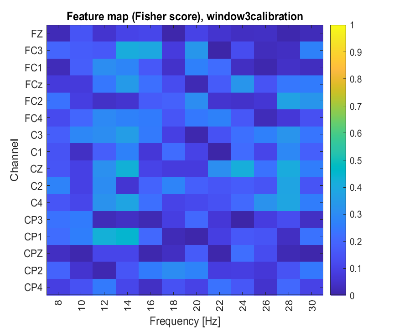 Feature map (Fisher score), window3calibration
FZ
FC3
FC1
FCz
FC2
FC4
C3
C1
CZ
C2
C4
CP3
CP1
CPZ
CP2
CP4
Channel
8 10 12 14 16 18 20 22 24 26 28 30
Frequency [Hz]
1
0.9
0.8
0.7
0.6
0.5
0.4
0.3
0.2
0.1
0